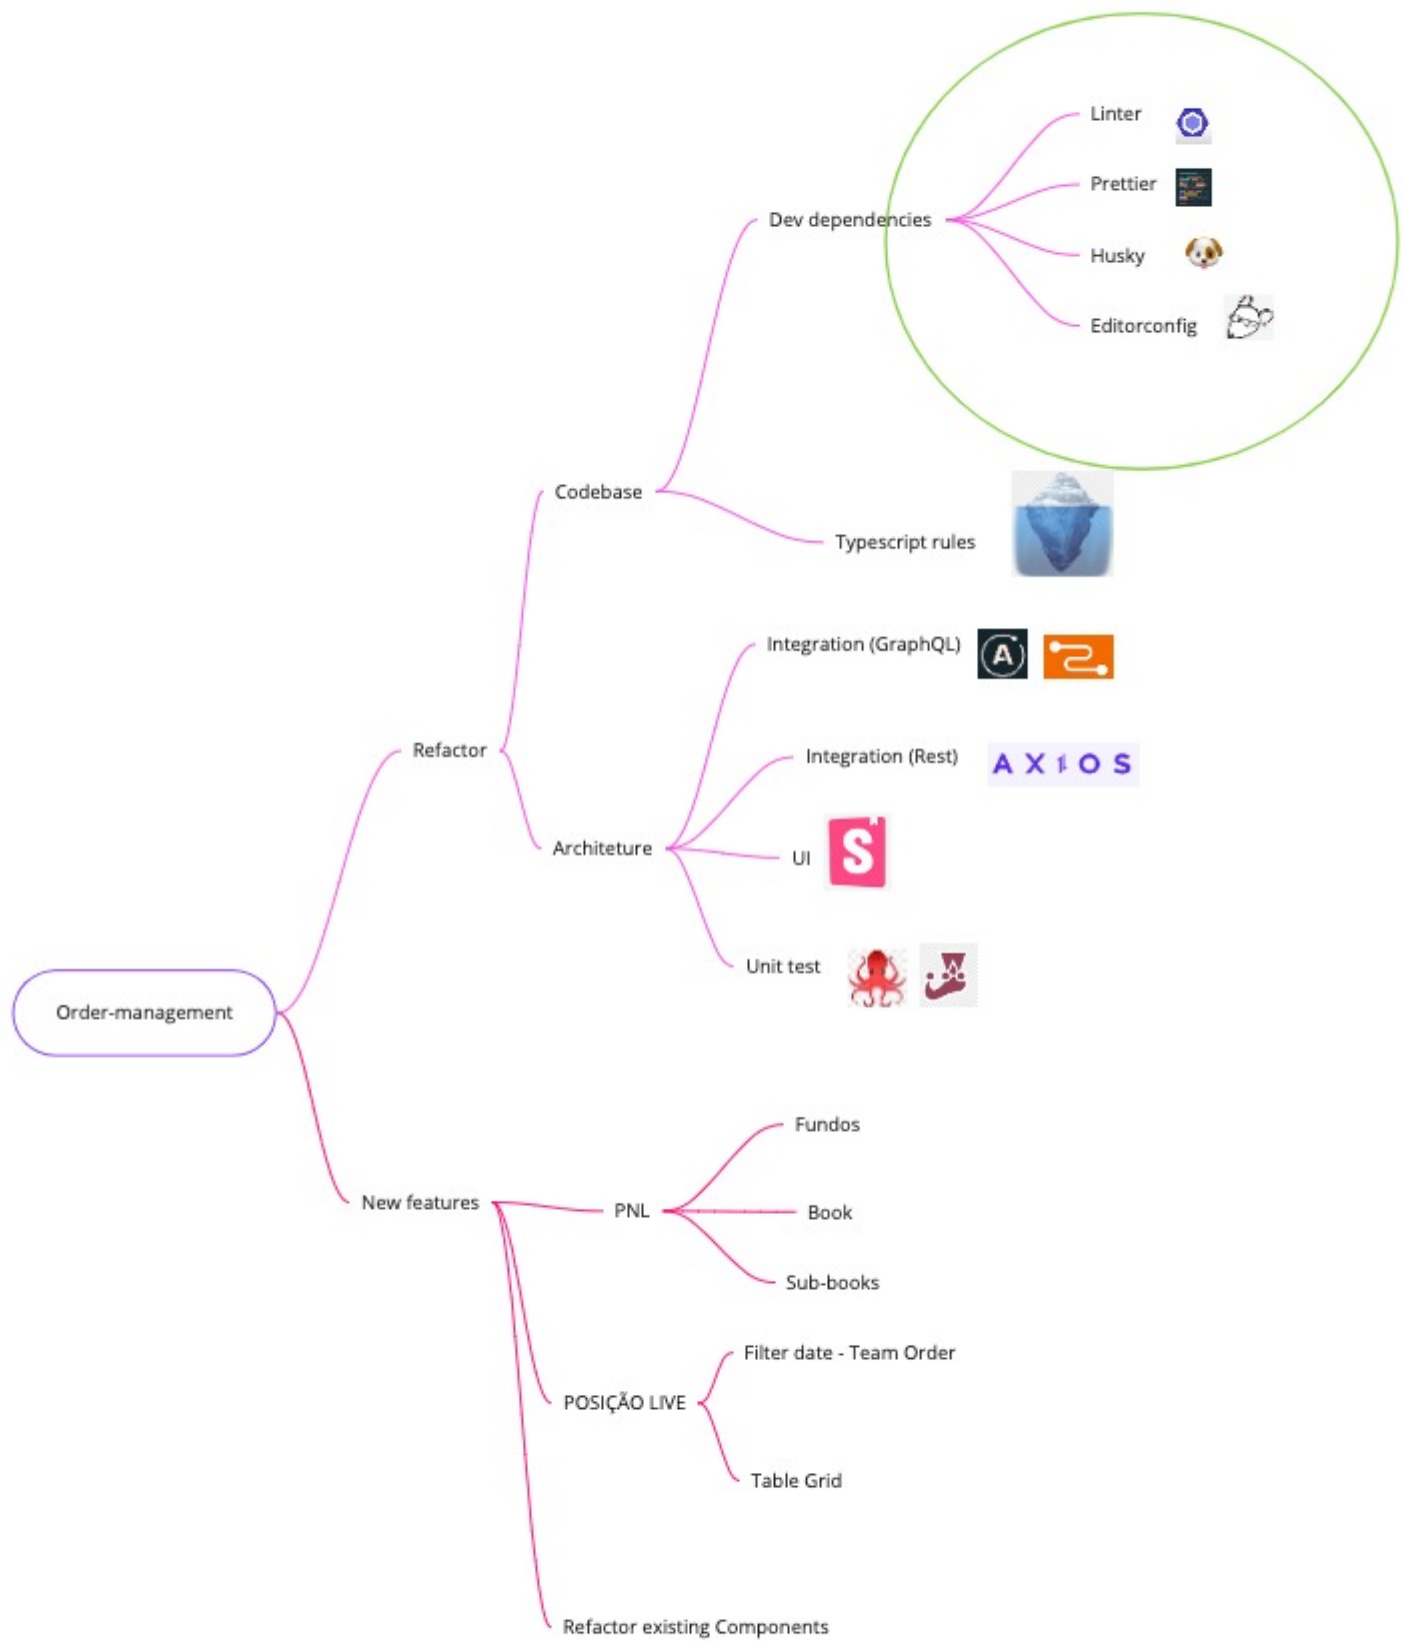 Linter
Prettier
Dev dependencies
Husky
Editorconfig
Codebase
Typescript rules
Integration (GraphQL)
A
Refactor
Integration (Rest)
AXIOS
Architeture
UI
S
Unit test
Order-management
Fundos
New features
PNL
Book
Sub-books
Filter date - Team Order
POSIÇÃO LIVE
Table Grid
Refactor existing Components